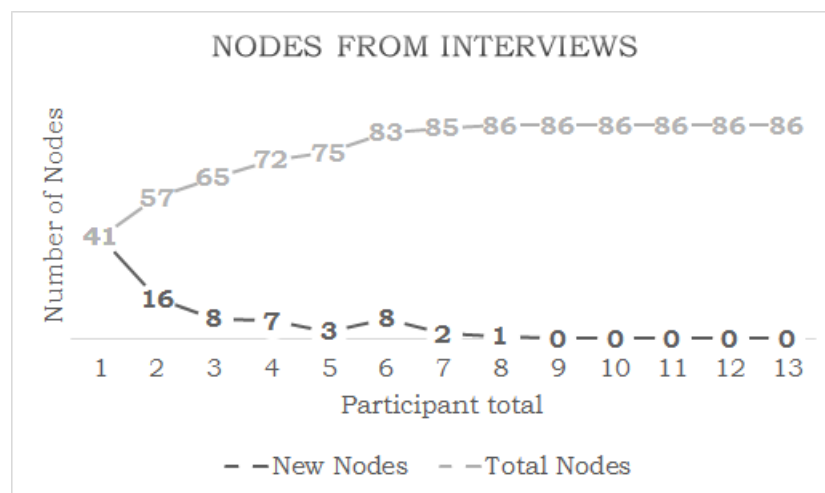 NODES FROM INTERVIEWS
Number of Nodes
41 57 65 72 75 83 85 86 86 86 86 86 86
16 8 7 3 8 2 1 0 0 0 0 0
1 2 3 4 5 6 7 8 9 10 11 12 13
Participant total
New Nodes Total Nodes